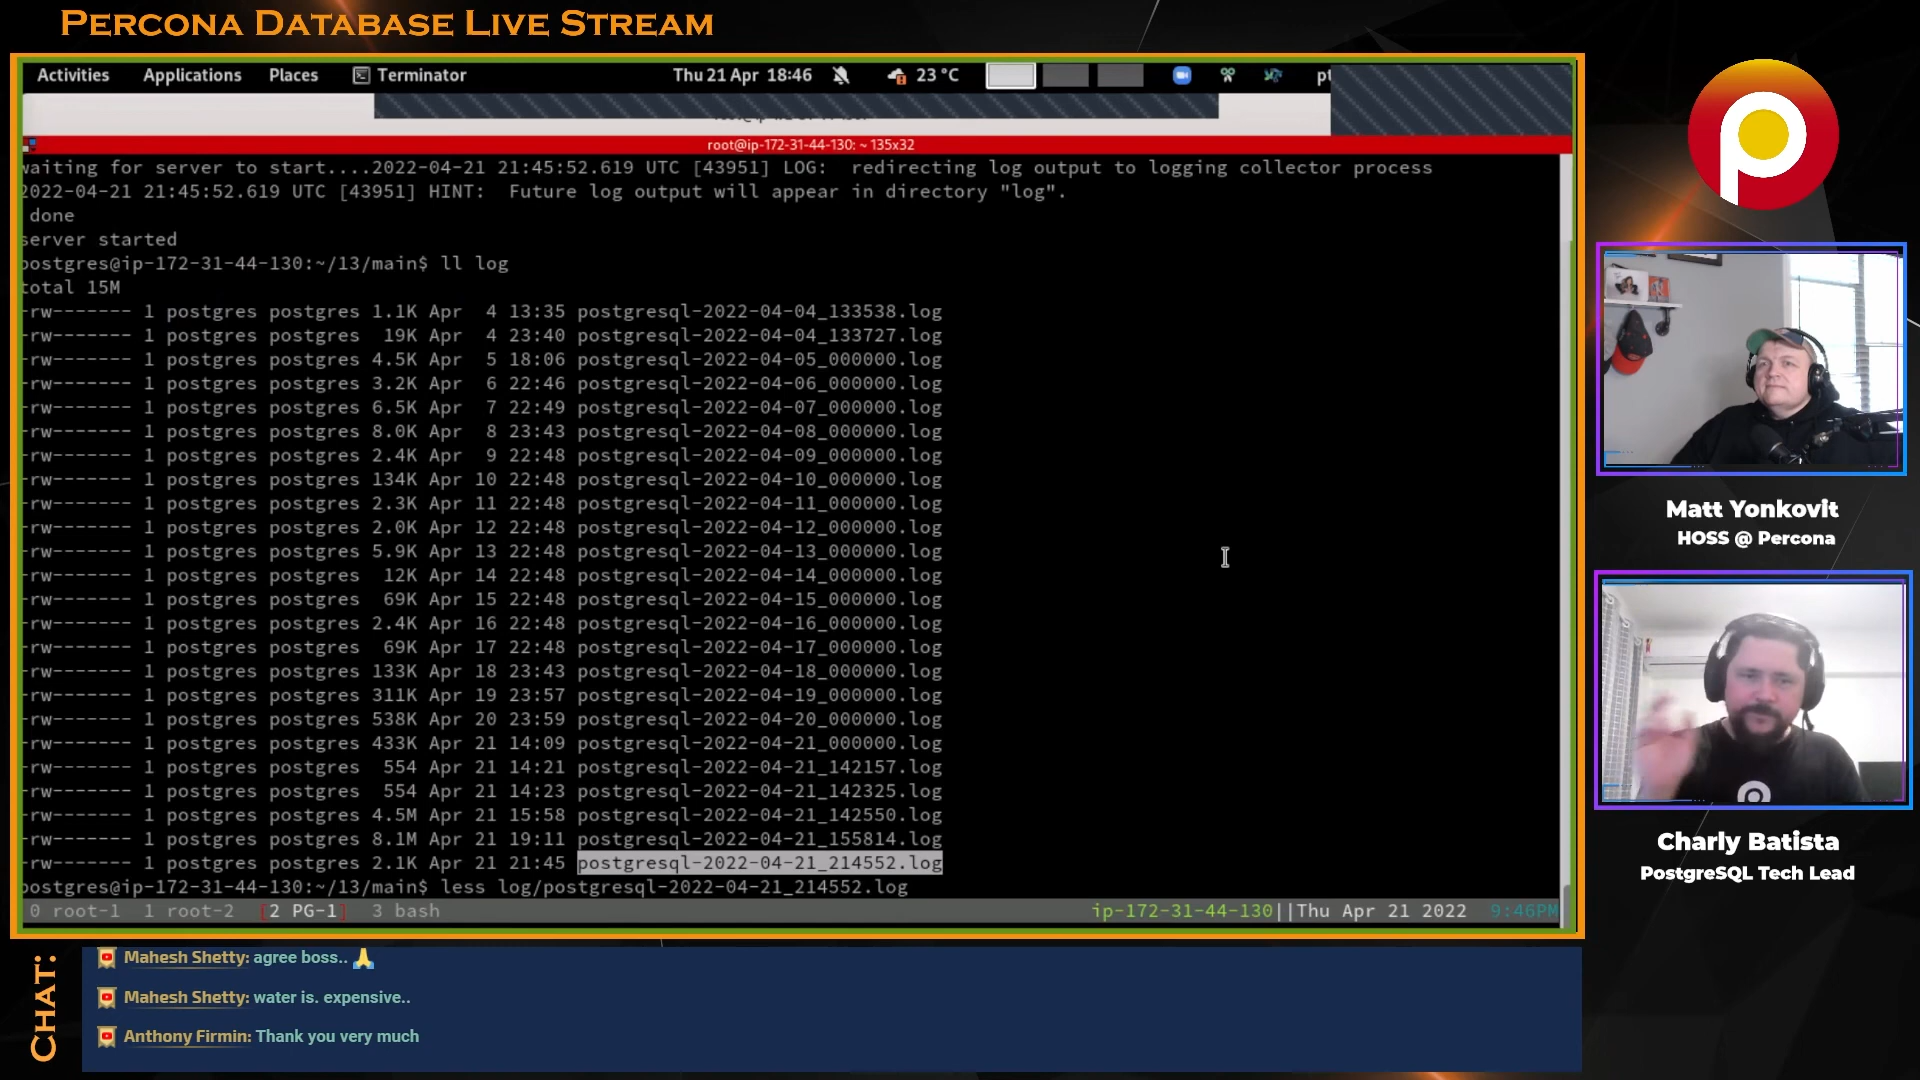 PERCONA DATABASE LIVE STREAM
Activities Applications Places Terminator Thu 21 Apr 18:46 23 °C pt
root@ip-172-31-44-130: ~ 135x32
waiting for server to start....2022-04-21 21:45:52.619 UTC [43951] LOG:  redirecting log output to logging collector process
2022-04-21 21:45:52.619 UTC [43951] HINT:  Future log output will appear in directory "log".
done
server started
postgres@ip-172-31-44-130:~/13/main$ ll log
total 15M
-rw------- 1 postgres postgres 1.1K Apr  4 13:35 postgresql-2022-04-04_133538.log
-rw------- 1 postgres postgres  19K Apr  4 23:40 postgresql-2022-04-04_133727.log
-rw------- 1 postgres postgres 4.5K Apr  5 18:06 postgresql-2022-04-05_000000.log
-rw------- 1 postgres postgres 3.2K Apr  6 22:46 postgresql-2022-04-06_000000.log
-rw------- 1 postgres postgres 6.5K Apr  7 22:49 postgresql-2022-04-07_000000.log
-rw------- 1 postgres postgres 8.0K Apr  8 23:43 postgresql-2022-04-08_000000.log
-rw------- 1 postgres postgres 2.4K Apr  9 22:48 postgresql-2022-04-09_000000.log
-rw------- 1 postgres postgres 134K Apr 10 22:48 postgresql-2022-04-10_000000.log
-rw------- 1 postgres postgres 2.3K Apr 11 22:48 postgresql-2022-04-11_000000.log
-rw------- 1 postgres postgres 2.0K Apr 12 22:48 postgresql-2022-04-12_000000.log
-rw------- 1 postgres postgres 5.9K Apr 13 22:48 postgresql-2022-04-13_000000.log
-rw------- 1 postgres postgres  12K Apr 14 22:48 postgresql-2022-04-14_000000.log
-rw------- 1 postgres postgres  69K Apr 15 22:48 postgresql-2022-04-15_000000.log
-rw------- 1 postgres postgres 2.4K Apr 16 22:48 postgresql-2022-04-16_000000.log
-rw------- 1 postgres postgres  69K Apr 17 22:48 postgresql-2022-04-17_000000.log
-rw------- 1 postgres postgres 133K Apr 18 23:43 postgresql-2022-04-18_000000.log
-rw------- 1 postgres postgres 311K Apr 19 23:57 postgresql-2022-04-19_000000.log
-rw------- 1 postgres postgres 538K Apr 20 23:59 postgresql-2022-04-20_000000.log
-rw------- 1 postgres postgres 433K Apr 21 14:09 postgresql-2022-04-21_000000.log
-rw------- 1 postgres postgres  554 Apr 21 14:21 postgresql-2022-04-21_142157.log
-rw------- 1 postgres postgres  554 Apr 21 14:23 postgresql-2022-04-21_142325.log
-rw------- 1 postgres postgres 4.5M Apr 21 15:58 postgresql-2022-04-21_142550.log
-rw------- 1 postgres postgres 8.1M Apr 21 19:11 postgresql-2022-04-21_155814.log
-rw------- 1 postgres postgres 2.1K Apr 21 21:45 postgresql-2022-04-21_214552.log
postgres@ip-172-31-44-130:~/13/main$ less log/postgresql-2022-04-21_214552.log
0 root-1  1 root-2  [2 PG-1]  3 bash ip-172-31-44-130||Thu Apr 21 2022  9:46PM
Matt Yonkovit
HOSS @ Percona
Charly Batista
PostgreSQL Tech Lead
CHAT:
Mahesh Shetty: agree boss.. 🙏
Mahesh Shetty: water is. expensive..
Anthony Firmin: Thank you very much